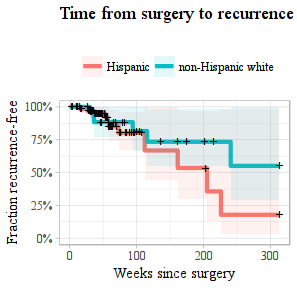 Time from surgery to recurrence
Hispanic non-Hispanic white
Fraction recurrence-free
100%
75%
50%
25%
0%
0 100 200 300
Weeks since surgery